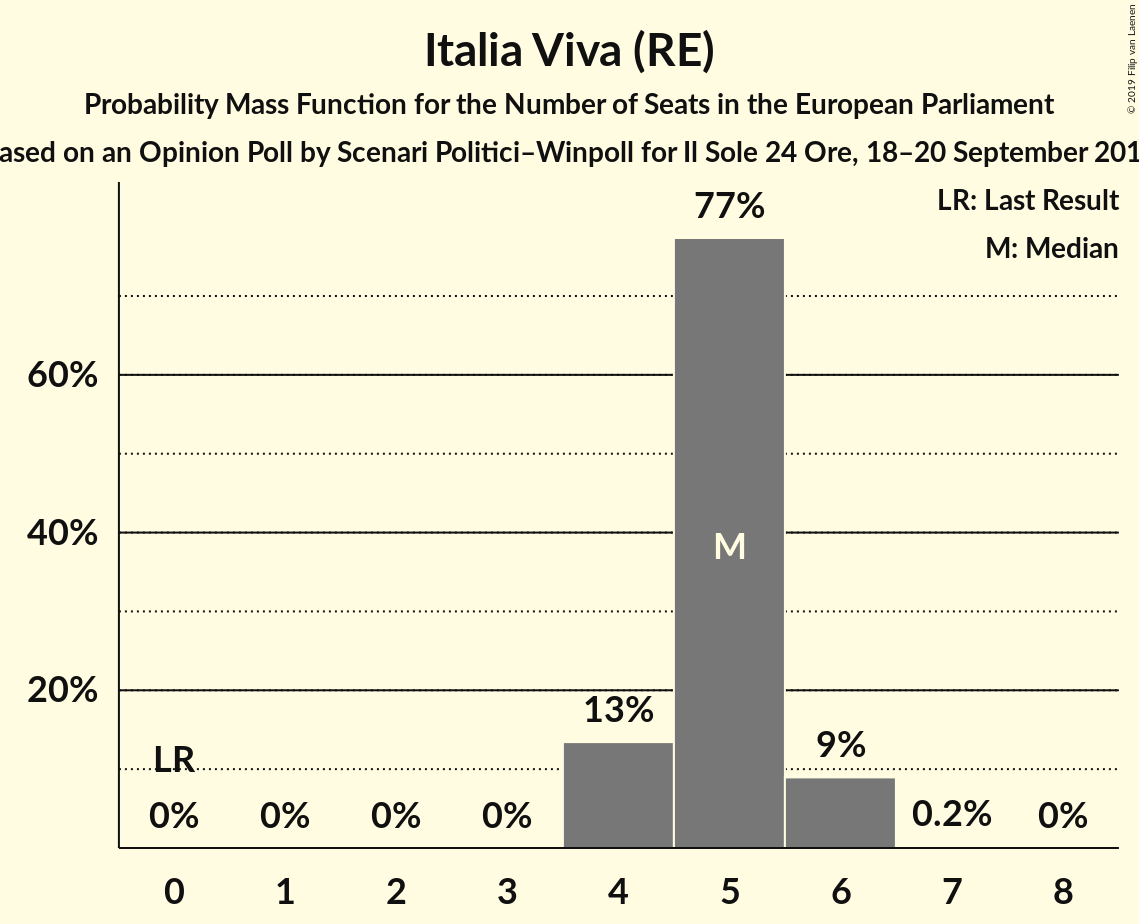 Italia Viva (RE)
Probability Mass Function for the Number of Seats in the European Parliament
ased on an Opinion Poll by Scenari Politici–Winpoll for Il Sole 24 Ore, 18–20 September 201
© 2019 Filip van Laenen
LR: Last Result
M: Median
77%
60%
40%
M
20%
13%
9%
LR
0% 0% 0% 0% 0.2% 0%
0 1 2 3 4 5 6 7 8